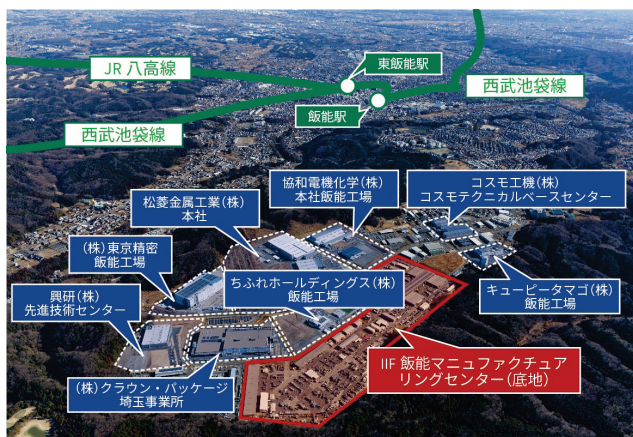 JR 八高線
東飯能駅
西武池袋線
飯能駅
西武池袋線
コスモ工機(株)
コスモテクニカルベースセンター
協和電機化学(株)
本社飯能工場
松菱金属工業(株)
本社
(株)東京精密
飯能工場
ちふれホールディングス(株)
飯能工場
キューピータマゴ(株)
飯能工場
興研(株)
先進技術センター
IIF 飯能マニュファクチュア
リングセンター(底地)
(株)クラウン・パッケージ
埼玉事業所